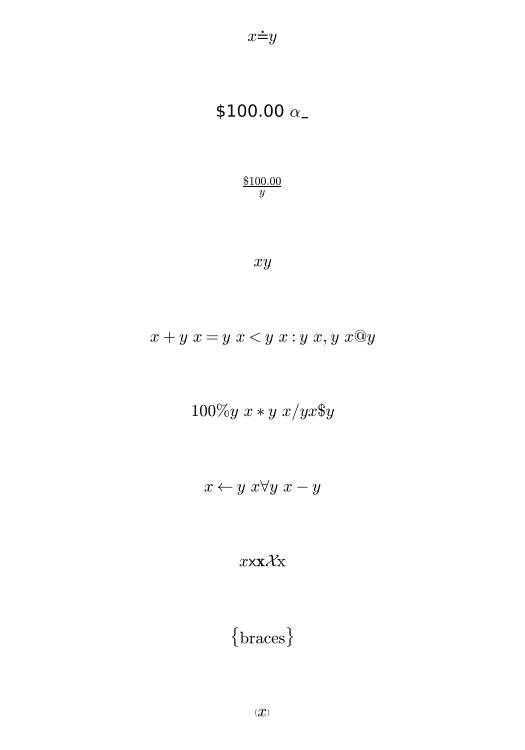 x≐y
$100.00 α_
$100.00
y
xy
x + y x = y x < y x : y x, y x@y
100%y x ∗ y x/yx$y
x ← y x∀y x − y
xxx𝒳x
{braces}
(x)